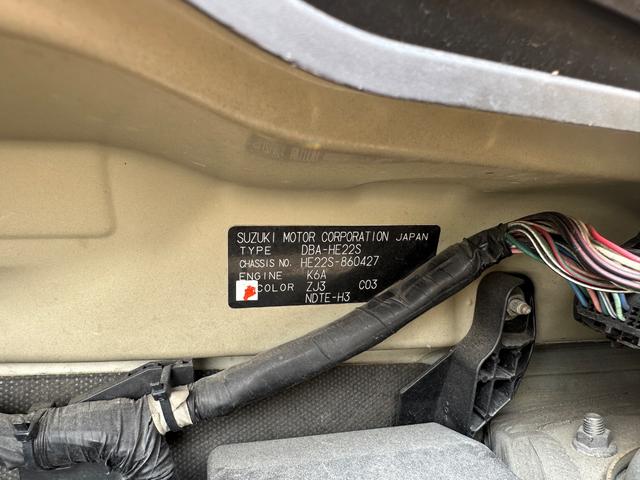 SUZUKI MOTOR CORPORATION JAPAN
TYPE DBA-HE22S
CHASSIS NO. HE22S-860427
ENGINE K6A
COLOR ZJ3 C03
NDTE-H3